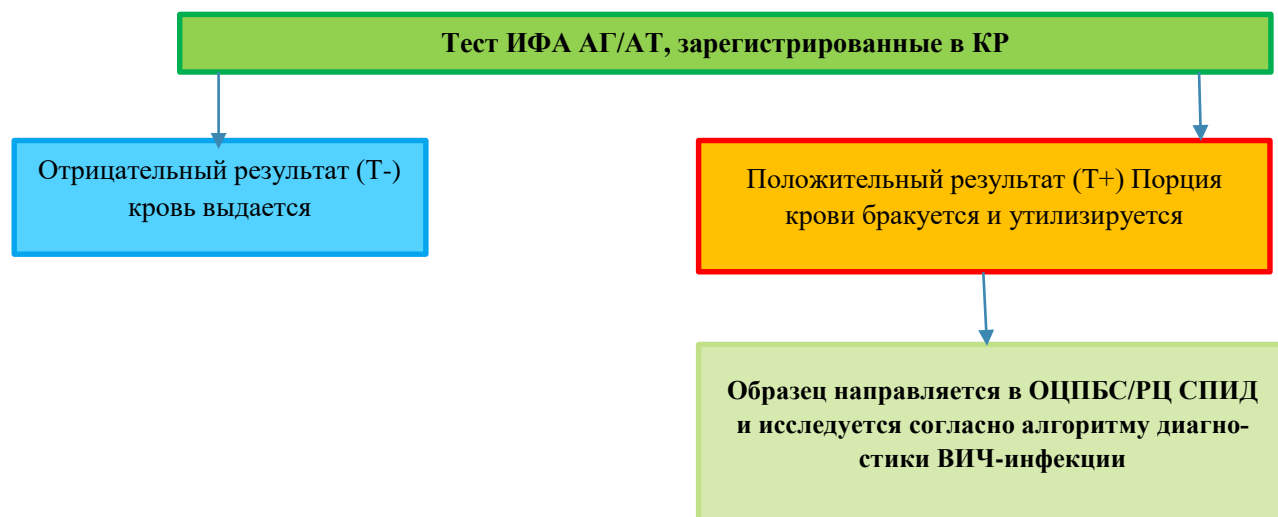 Тест ИФА АГ/АТ, зарегистрированные в КР
Отрицательный результат (Т-)
кровь выдается
Положительный результат (Т+) Порция
крови бракуется и утилизируется
Образец направляется в ОЦПБС/РЦ СПИД
и исследуется согласно алгоритму диагно-
стики ВИЧ-инфекции